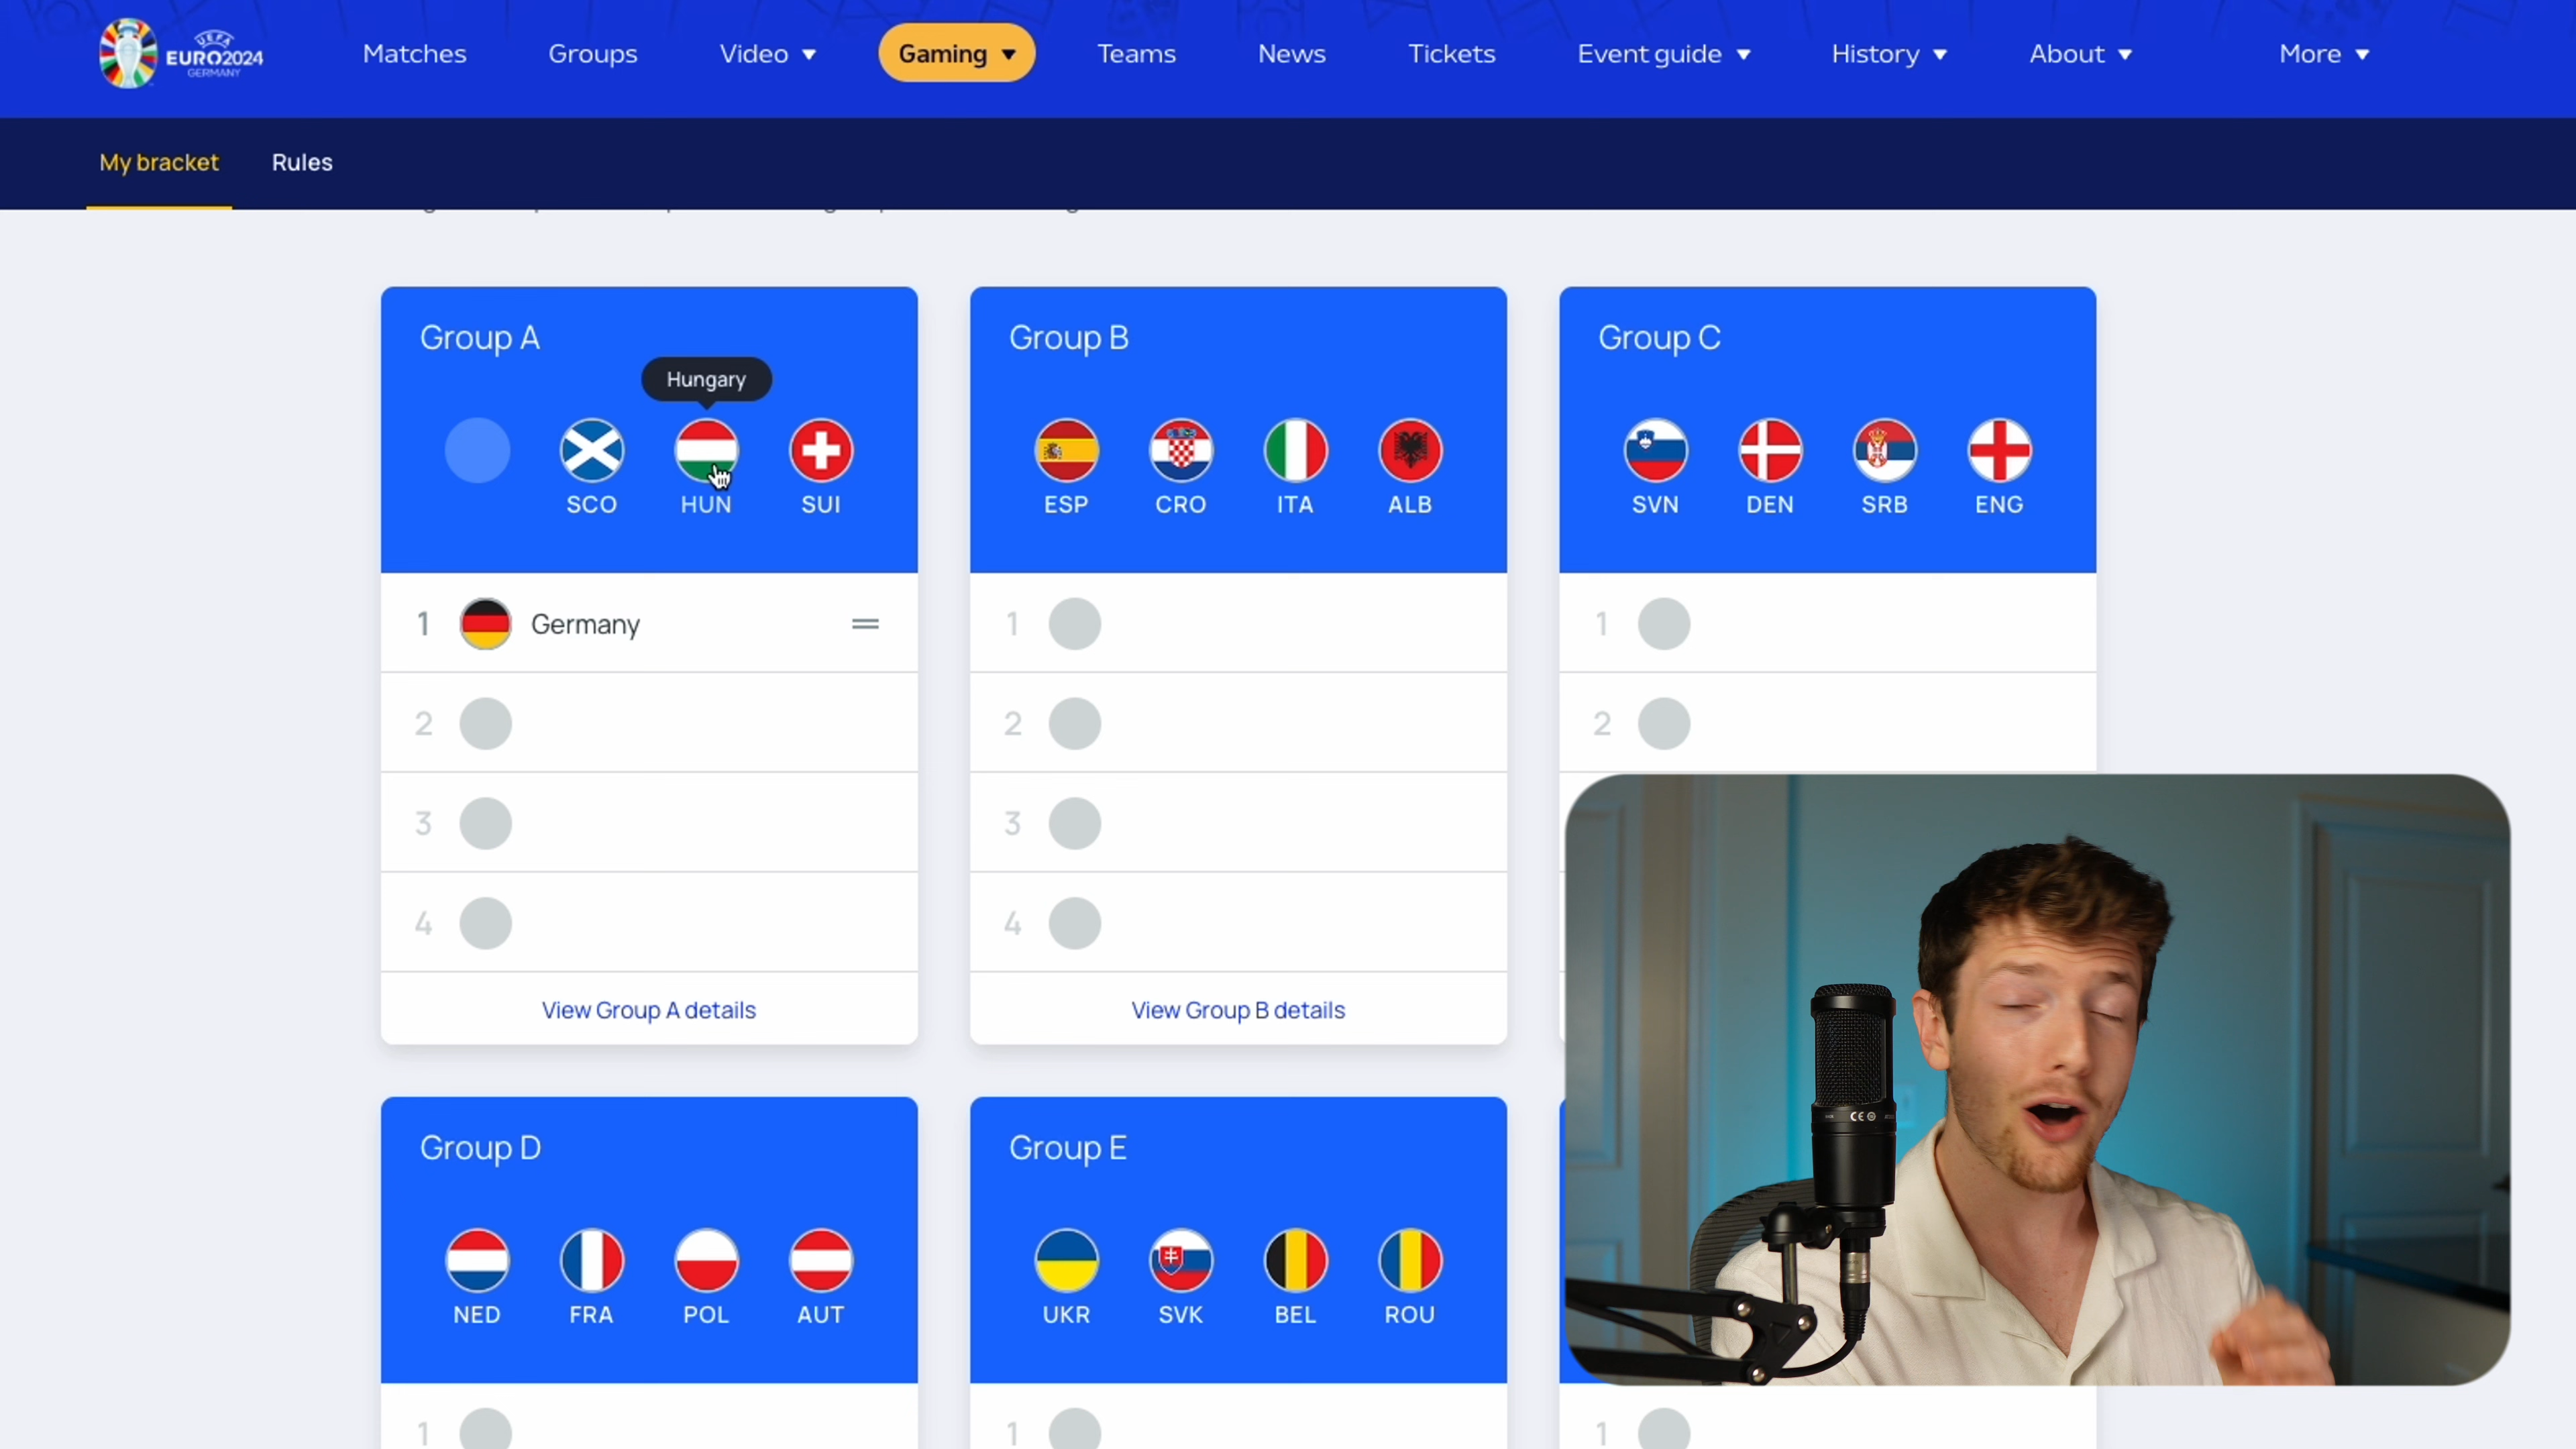 UEFA
EURO2024
GERMANY
Matches
Groups
Video
Gaming
Teams
News
Tickets
Event guide
History
About
More
My bracket
Rules
Group A
Hungary
SCO
HUN
SUI
1 Germany
2
3
4
View Group A details
Group B
ESP
CRO
ITA
ALB
1
2
3
4
View Group B details
Group C
SVN
DEN
SRB
ENG
1
2
Group D
NED
FRA
POL
AUT
1
Group E
UKR
SVK
BEL
ROU
1
1
CE